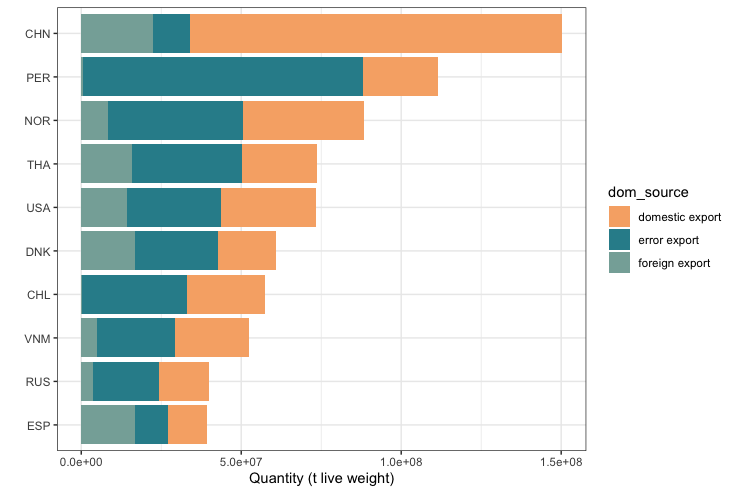 CHN
PER
NOR
THA
USA
DNK
CHL
VNM
RUS
ESP
0.0e+00 5.0e+07 1.0e+08 1.5e+08
Quantity (t live weight)
dom_source
domestic export
error export
foreign export